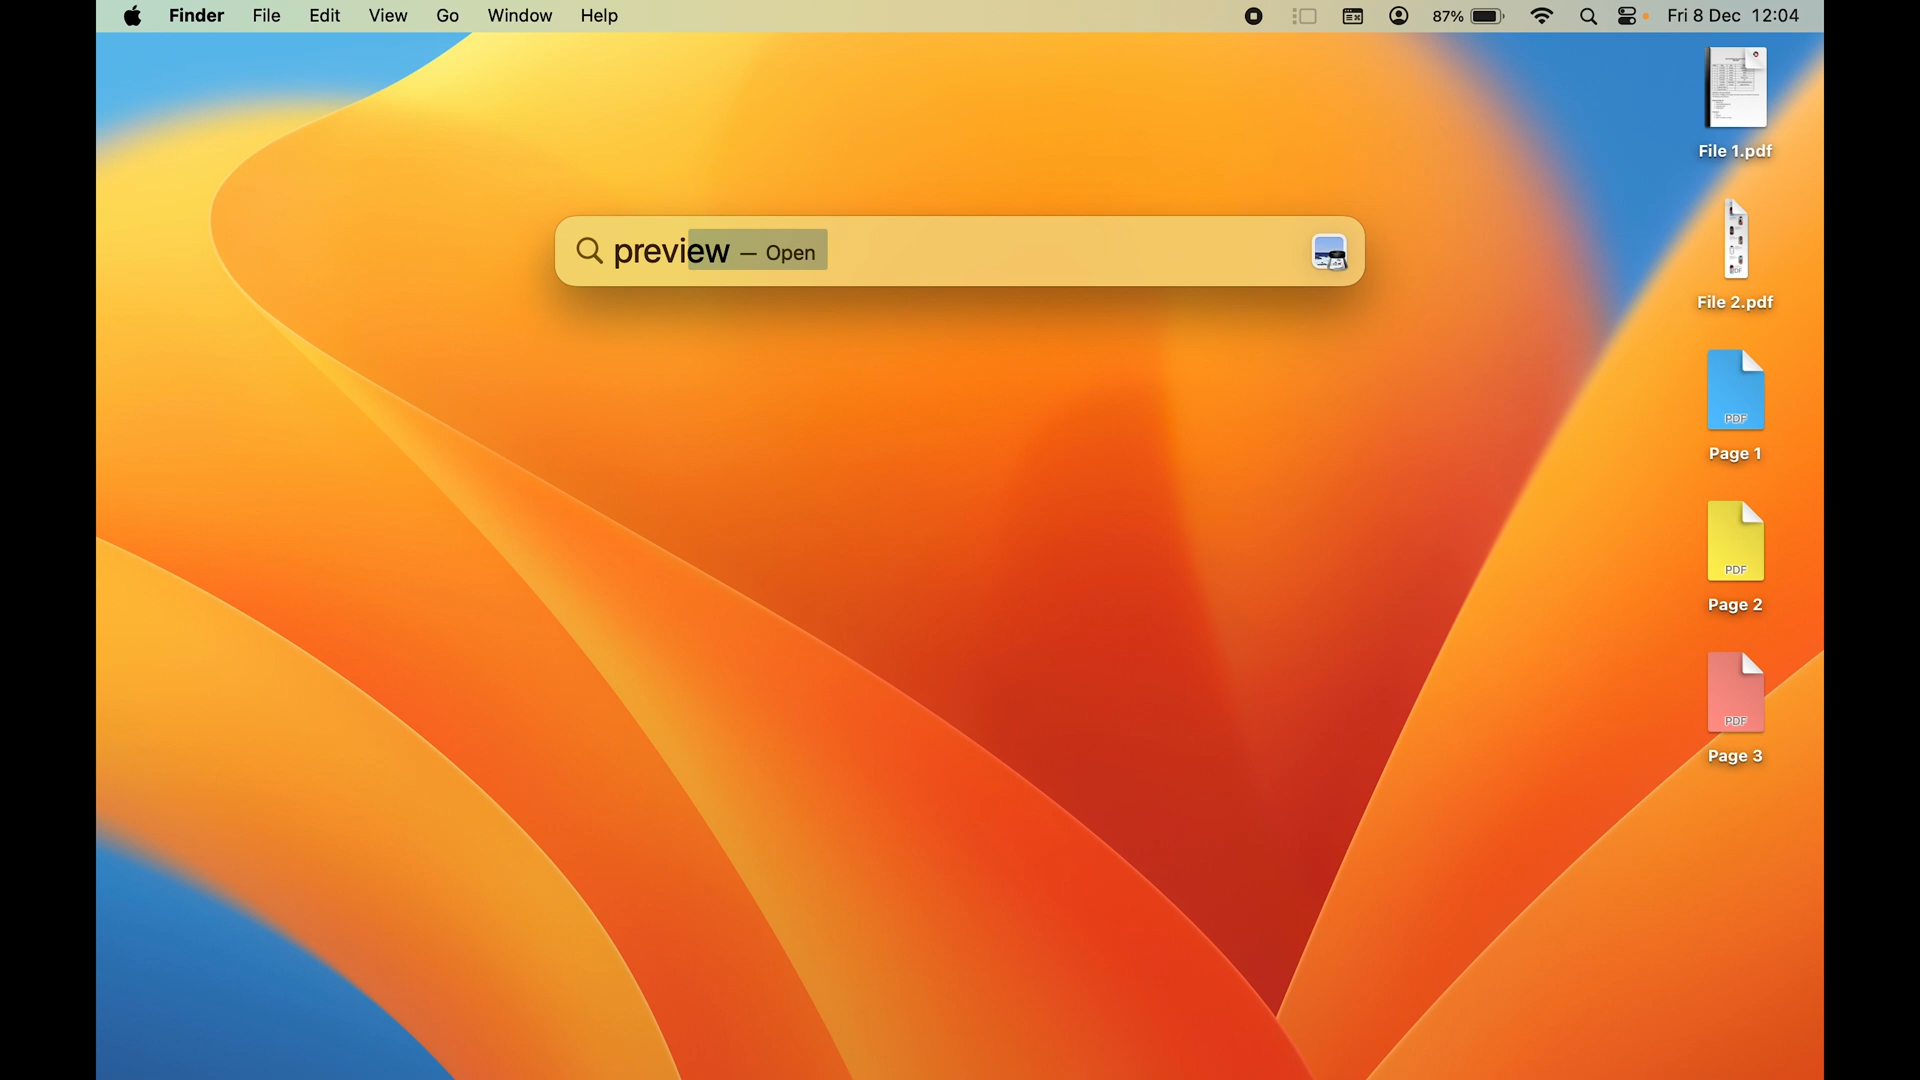 Finder File Edit View Go Window Help 87% Fri 8 Dec 12:04
File 1.pdf
preview — Open
File 2.pdf
PDF
Page 1
PDF
Page 2
PDF
Page 3